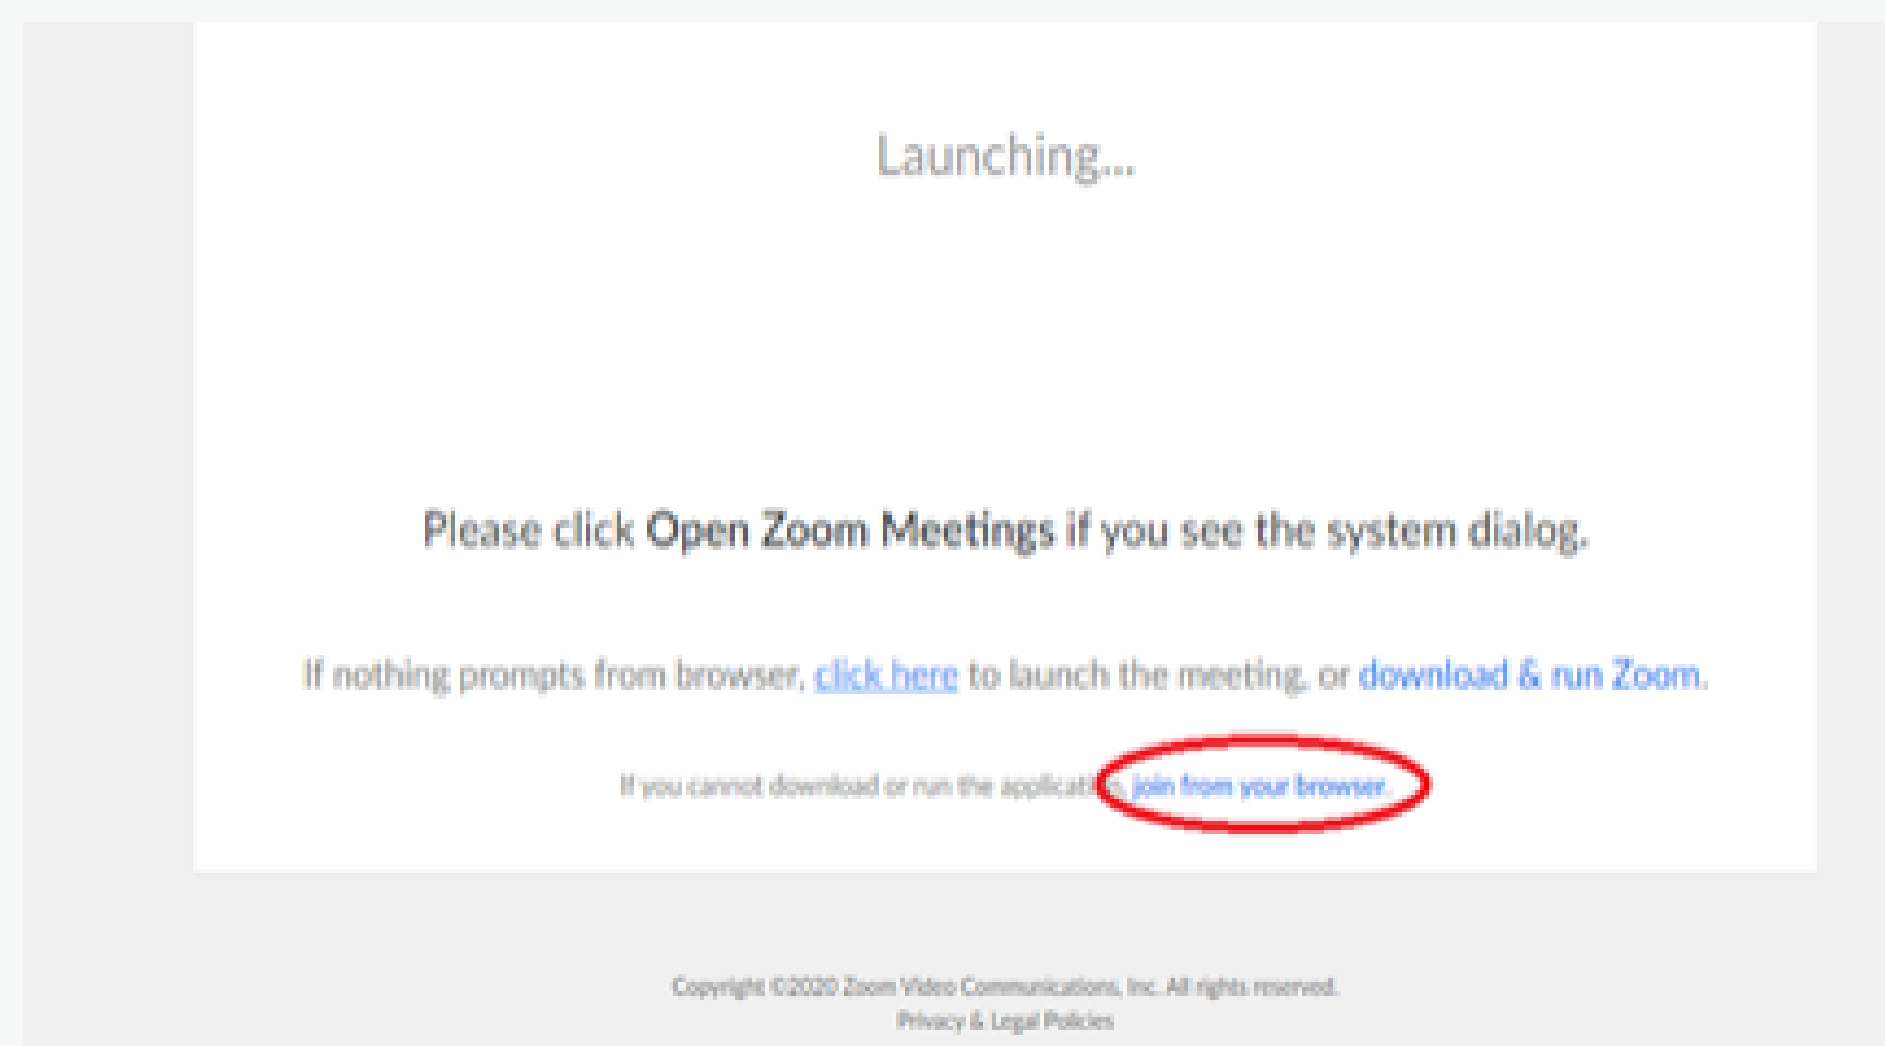 Launching...
Please click Open Zoom Meetings if you see the system dialog.
If nothing prompts from browser, click here to launch the meeting, or download & run Zoom.
If you cannot download or run the application, join from your browser.
Copyright ©2020 Zoom Video Communications, Inc. All rights reserved.
Privacy & Legal Policies